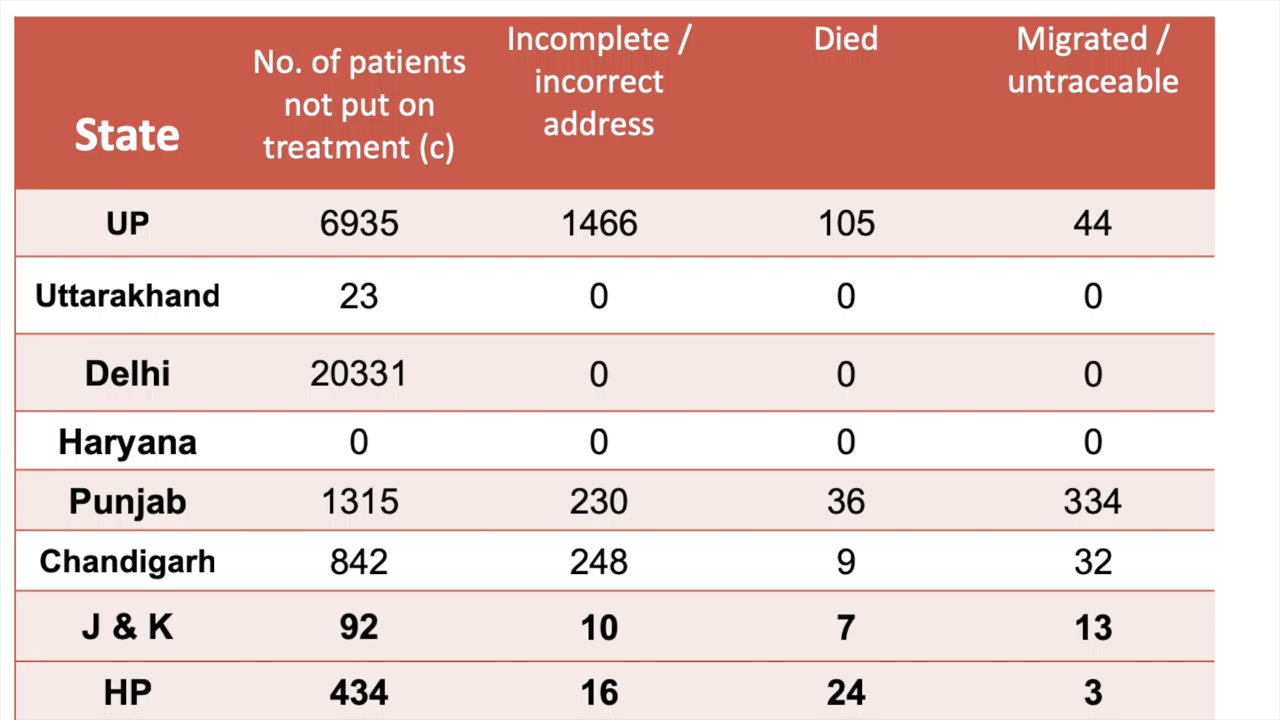 State No. of patients not put on treatment (c) Incomplete / incorrect address Died Migrated / untraceable
UP 6935 1466 105 44
Uttarakhand 23 0 0 0
Delhi 20331 0 0 0
Haryana 0 0 0 0
Punjab 1315 230 36 334
Chandigarh 842 248 9 32
J & K 92 10 7 13
HP 434 16 24 3